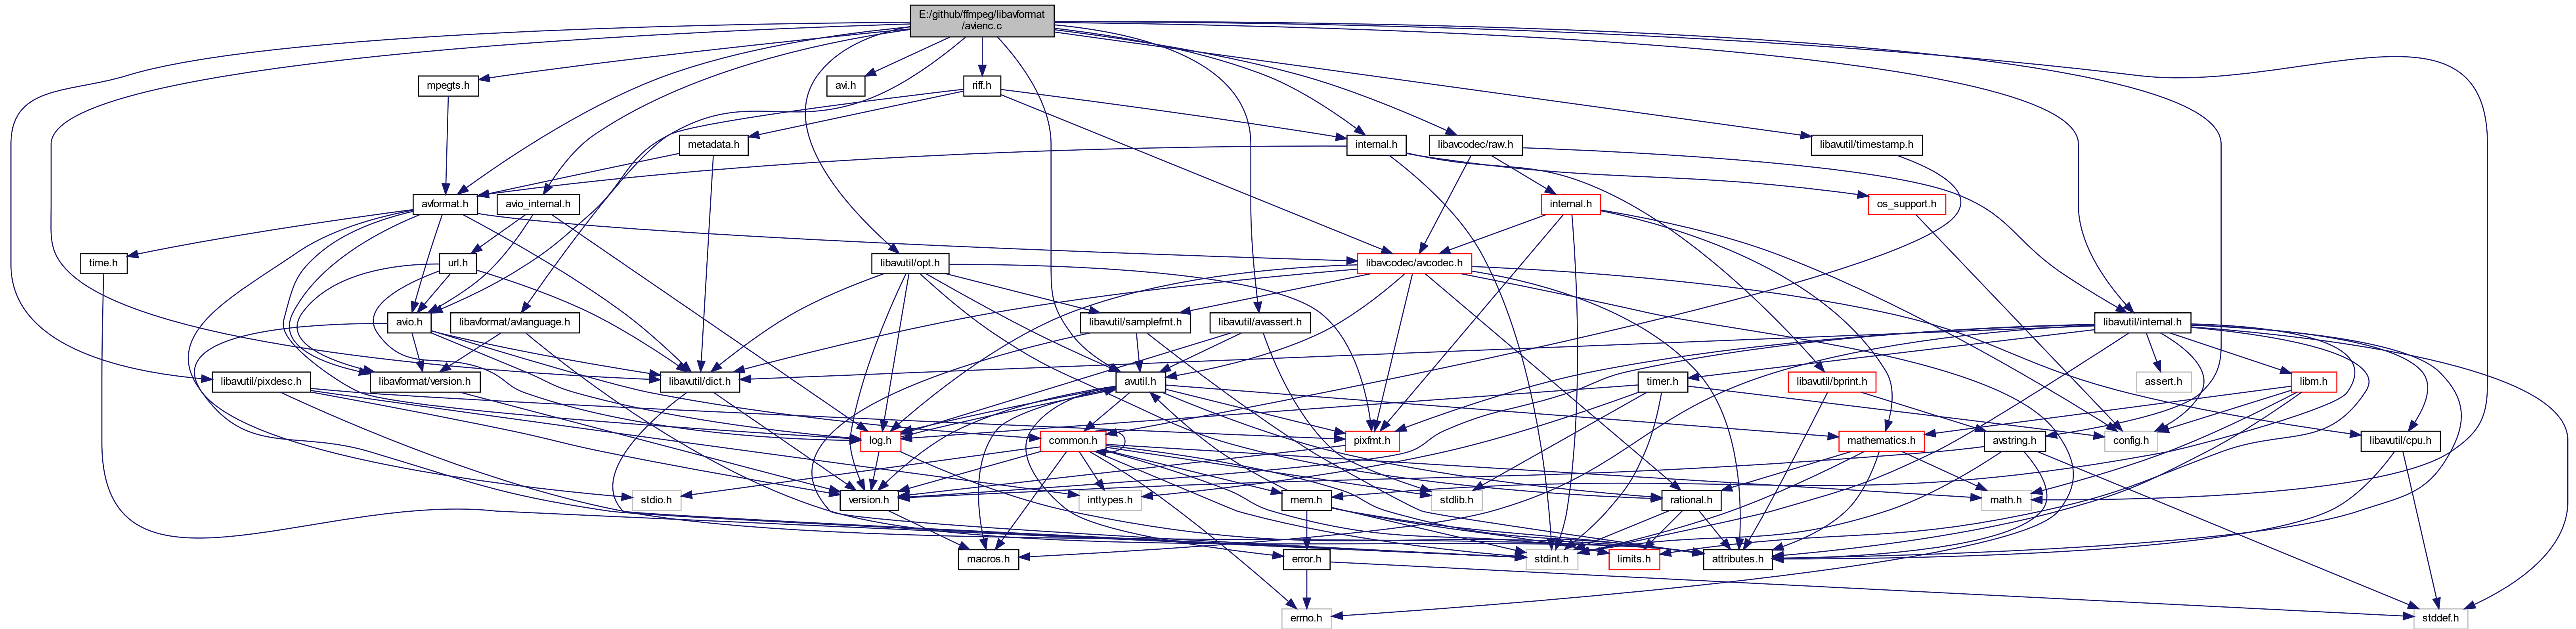 E:/github/ffmpeg/libavformat
/avienc.c
mpegts.h
avi.h
riff.h
metadata.h
internal.h
libavcodec/raw.h
libavutil/timestamp.h
avformat.h
avio_internal.h
internal.h
os_support.h
time.h
url.h
libavutil/opt.h
libavcodec/avcodec.h
avio.h
libavformat/avlanguage.h
libavutil/samplefmt.h
libavutil/avassert.h
libavutil/internal.h
libavutil/pixdesc.h
libavformat/version.h
libavutil/dict.h
avutil.h
timer.h
libavutil/bprint.h
assert.h
libm.h
log.h
common.h
pixfmt.h
mathematics.h
avstring.h
config.h
libavutil/cpu.h
stdio.h
version.h
inttypes.h
stdlib.h
mem.h
rational.h
math.h
macros.h
error.h
stdint.h
limits.h
attributes.h
errno.h
stddef.h